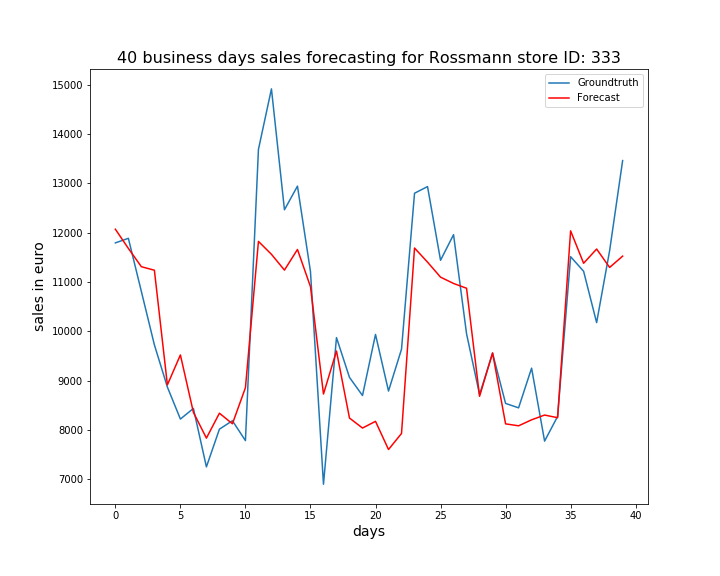 40 business days sales forecasting for Rossmann store ID: 333
Groundtruth
Forecast
15000
14000
13000
12000
11000
10000
9000
8000
7000
sales in euro
0 5 10 15 20 25 30 35 40
days